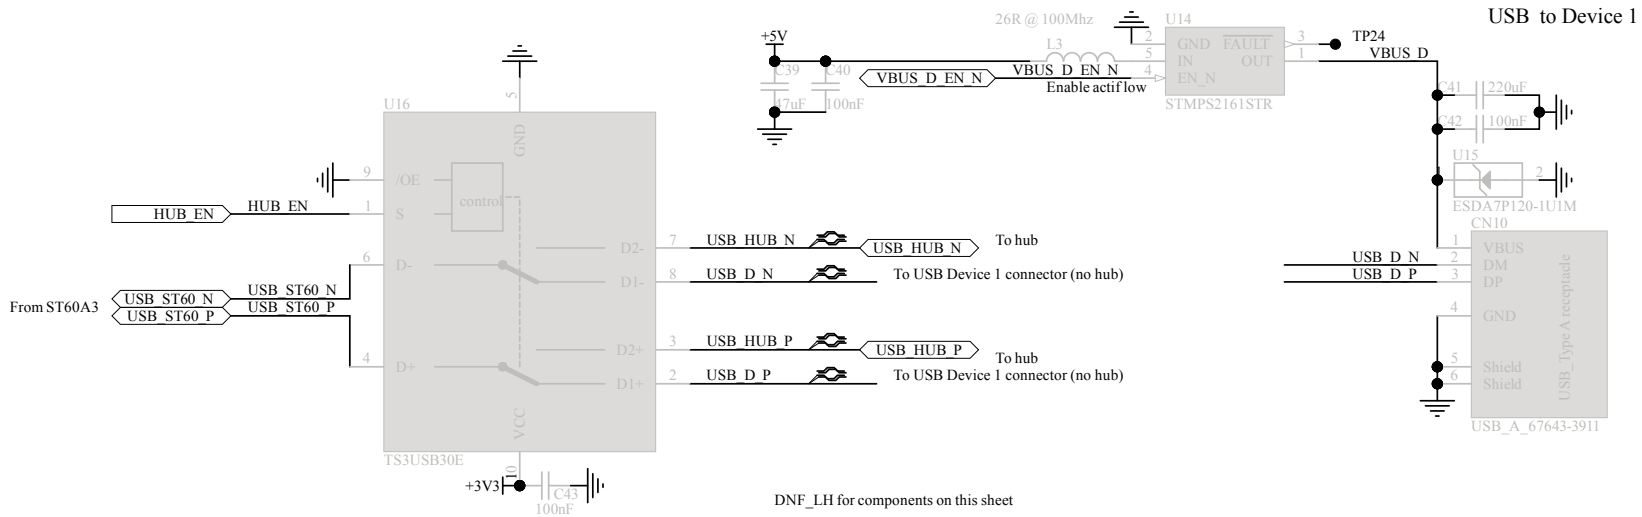 USB to Device 1
26R @ 100Mhz
U14
+5V
L3
2
GND
FAULT
3
TP24
5
IN
OUT
1
VBUS_D
C39
C40
VBUS_D_EN_N
VBUS_D_EN_N
4
EN_N
Enable actif low
47uF
100nF
STMPS2161STR
C41
220uF
C42
100nF
U15
1
2
ESDA7P120-1U1M
CN10
U16
5
GND
9
/OE
control
HUB_EN
HUB_EN
1
S
D2-
7
USB_HUB_N
USB_HUB_N
To hub
6
D-
D1-
8
USB_D_N
To USB Device 1 connector (no hub)
From ST60A3
USB_ST60_N
USB_ST60_N
USB_ST60_P
USB_ST60_P
D2+
3
USB_HUB_P
USB_HUB_P
To hub
4
D+
D1+
2
USB_D_P
To USB Device 1 connector (no hub)
VCC
TS3USB30E
10
+3V3
C43
100nF
1
VBUS
USB_D_N
2
DM
USB_D_P
3
DP
4
GND
USB_Type A receptacle
5
Shield
6
Shield
USB_A_67643-3911
DNF_LH for components on this sheet